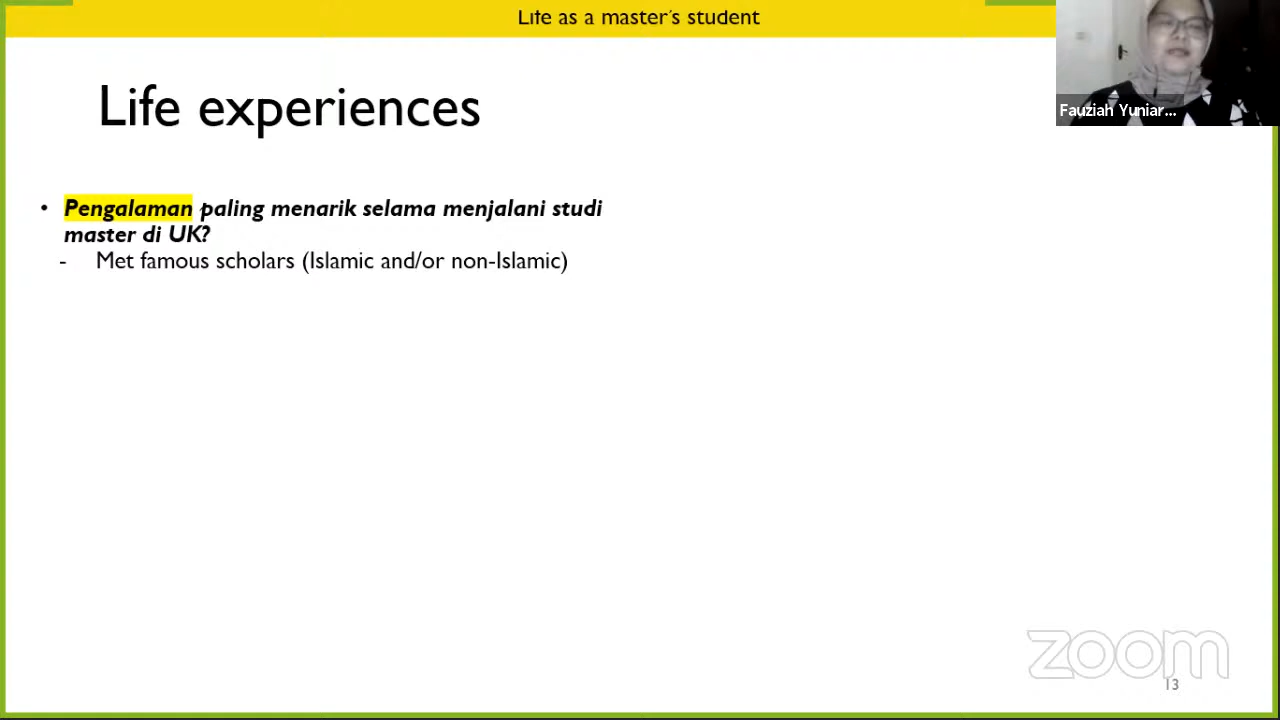 Life as a master's student
Fauziah Yuniar...
Life experiences
• Pengalaman paling menarik selama menjalani studi
master di UK?
- Met famous scholars (Islamic and/or non-Islamic)
zoom
13